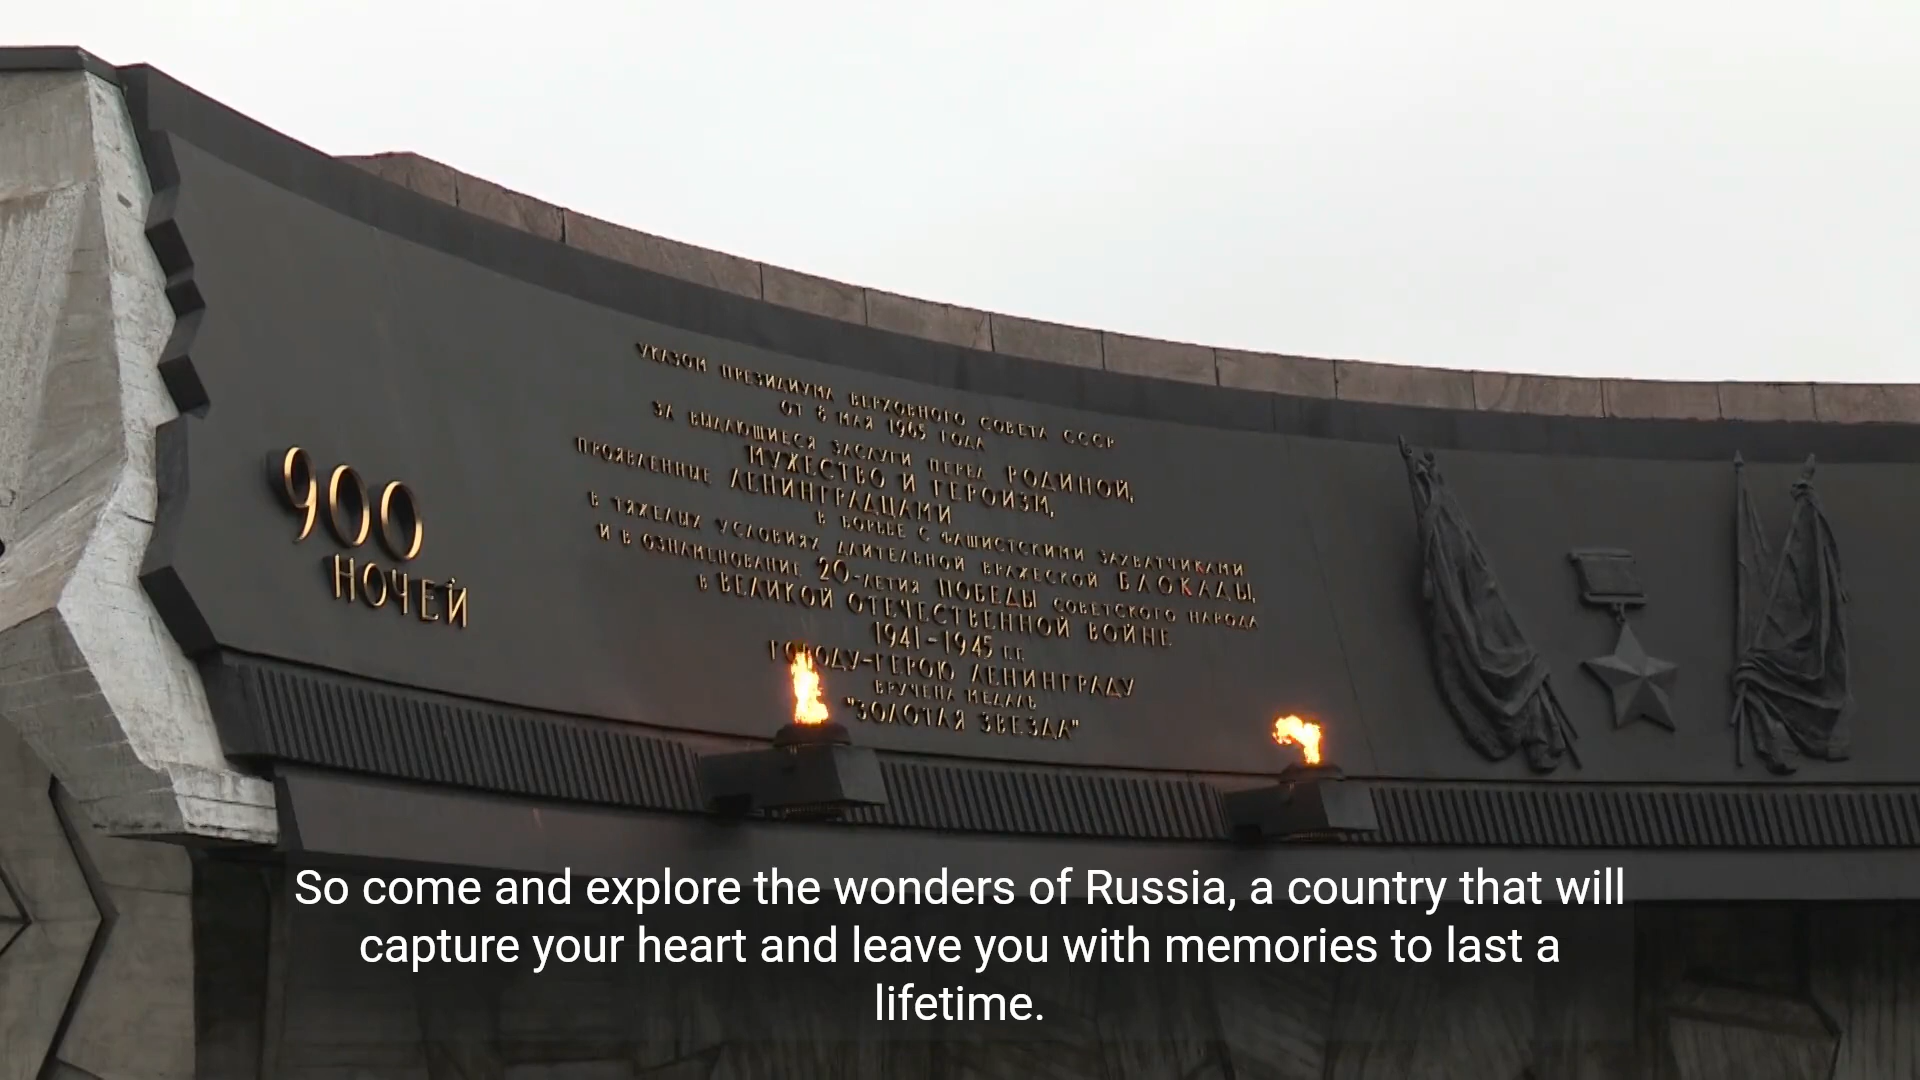 900
НОЧЕЙ
УКАЗОМ ПРЕЗИДИУМА ВЕРХОВНОГО СОВЕТА СССР
ОТ 8 МАЯ 1965 ГОДА
ЗА ВЫДАЮЩИЕСЯ ЗАСЛУГИ ПЕРЕД РОДИНОЙ,
МУЖЕСТВО И ГЕРОИЗМ,
ПРОЯВЛЕННЫЕ ЛЕНИНГРАДЦАМИ
В БОРЬБЕ С ФАШИСТСКИМИ ЗАХВАТЧИКАМИ
В ТЯЖЕЛЫХ УСЛОВИЯХ ДЛИТЕЛЬНОЙ ВРАЖЕСКОЙ БЛОКАДЫ,
И В ОЗНАМЕНОВАНИЕ 20-ЛЕТИЯ ПОБЕДЫ СОВЕТСКОГО НАРОДА
В ВЕЛИКОЙ ОТЕЧЕСТВЕННОЙ ВОЙНЕ
1941-1945 Г.Г.
ГОРОДУ-ГЕРОЮ ЛЕНИНГРАДУ
ВРУЧЕНА МЕДАЛЬ
"ЗОЛОТАЯ ЗВЕЗДА"
So come and explore the wonders of Russia, a country that will
capture your heart and leave you with memories to last a
lifetime.